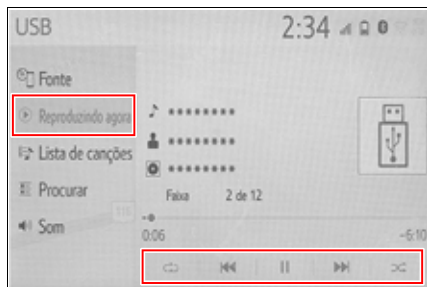 USB
2:34
Fonte
Reproduzindo agora
Lista de canções
Procurar
Som
********
********
********
Faixa 2 de 12
0:06
-6:10